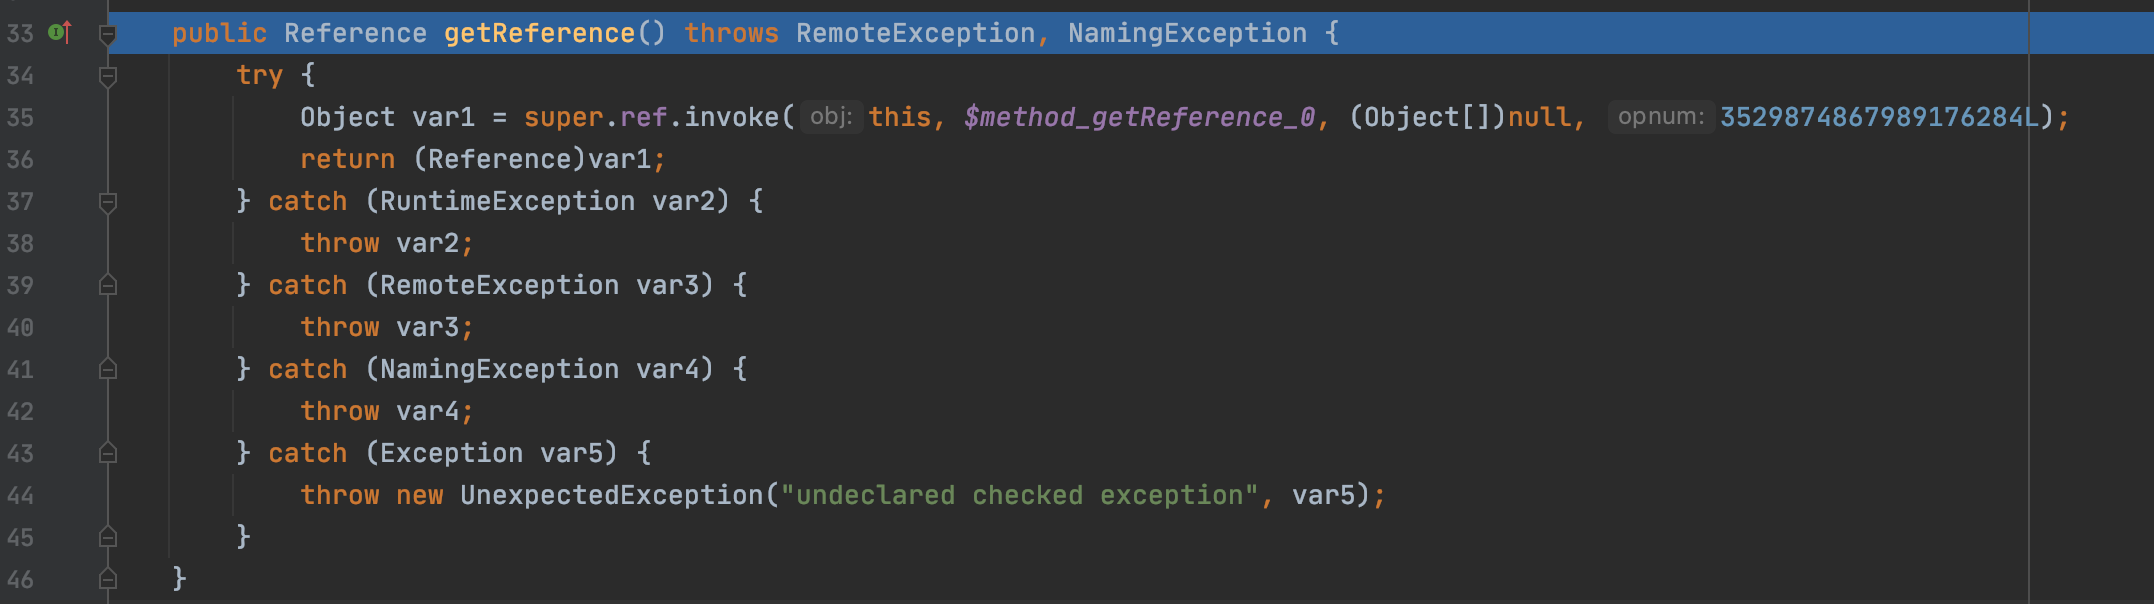 33 public Reference getReference() throws RemoteException, NamingException {
34 try {
35 Object var1 = super.ref.invoke( obj: this, $method_getReference_0, (Object[])null, opnum: 3529874867989176284L);
36 return (Reference)var1;
37 } catch (RuntimeException var2) {
38 throw var2;
39 } catch (RemoteException var3) {
40 throw var3;
41 } catch (NamingException var4) {
42 throw var4;
43 } catch (Exception var5) {
44 throw new UnexpectedException("undeclared checked exception", var5);
45 }
46 }